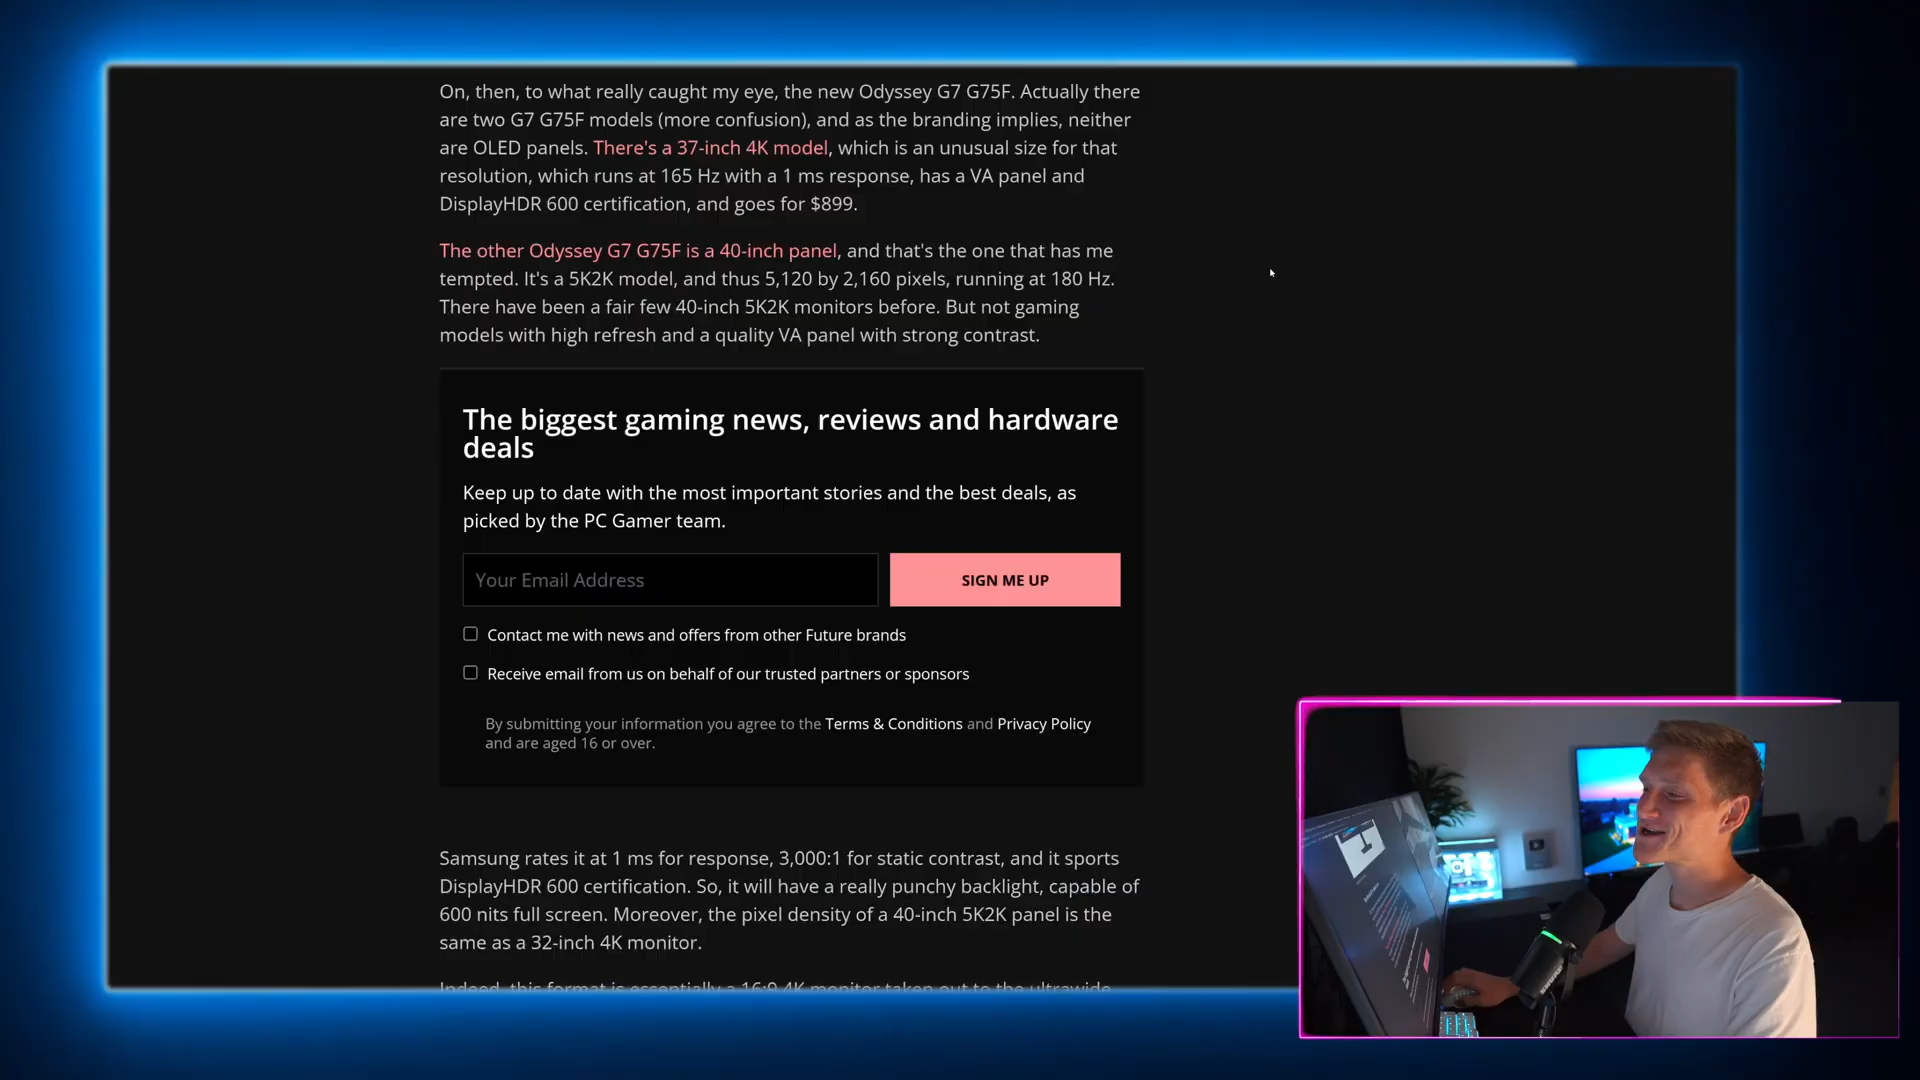 On, then, to what really caught my eye, the new Odyssey G7 G75F. Actually there
are two G7 G75F models (more confusion), and as the branding implies, neither
are OLED panels. There's a 37-inch 4K model, which is an unusual size for that
resolution, which runs at 165 Hz with a 1 ms response, has a VA panel and
DisplayHDR 600 certification, and goes for $899.
The other Odyssey G7 G75F is a 40-inch panel, and that's the one that has me
tempted. It's a 5K2K model, and thus 5,120 by 2,160 pixels, running at 180 Hz.
There have been a fair few 40-inch 5K2K monitors before. But not gaming
models with high refresh and a quality VA panel with strong contrast.
The biggest gaming news, reviews and hardware
deals
Keep up to date with the most important stories and the best deals, as
picked by the PC Gamer team.
Your Email Address
SIGN ME UP
Contact me with news and offers from other Future brands
Receive email from us on behalf of our trusted partners or sponsors
By submitting your information you agree to the Terms & Conditions and Privacy Policy
and are aged 16 or over.
Samsung rates it at 1 ms for response, 3,000:1 for static contrast, and it sports
DisplayHDR 600 certification. So, it will have a really punchy backlight, capable of
600 nits full screen. Moreover, the pixel density of a 40-inch 5K2K panel is the
same as a 32-inch 4K monitor.
Indeed, this format is essentially a 16:9 4K monitor taken out to the ultrawide